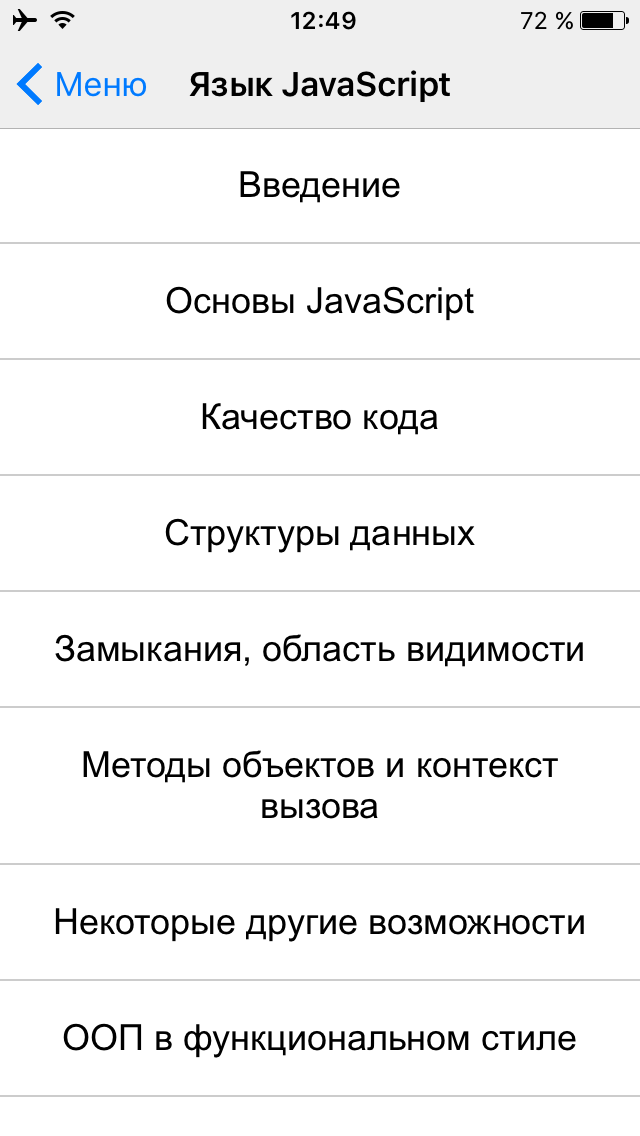 12:49
72 %
Меню
Язык JavaScript
Введение
Основы JavaScript
Качество кода
Структуры данных
Замыкания, область видимости
Методы объектов и контекст
вызова
Некоторые другие возможности
ООП в функциональном стиле